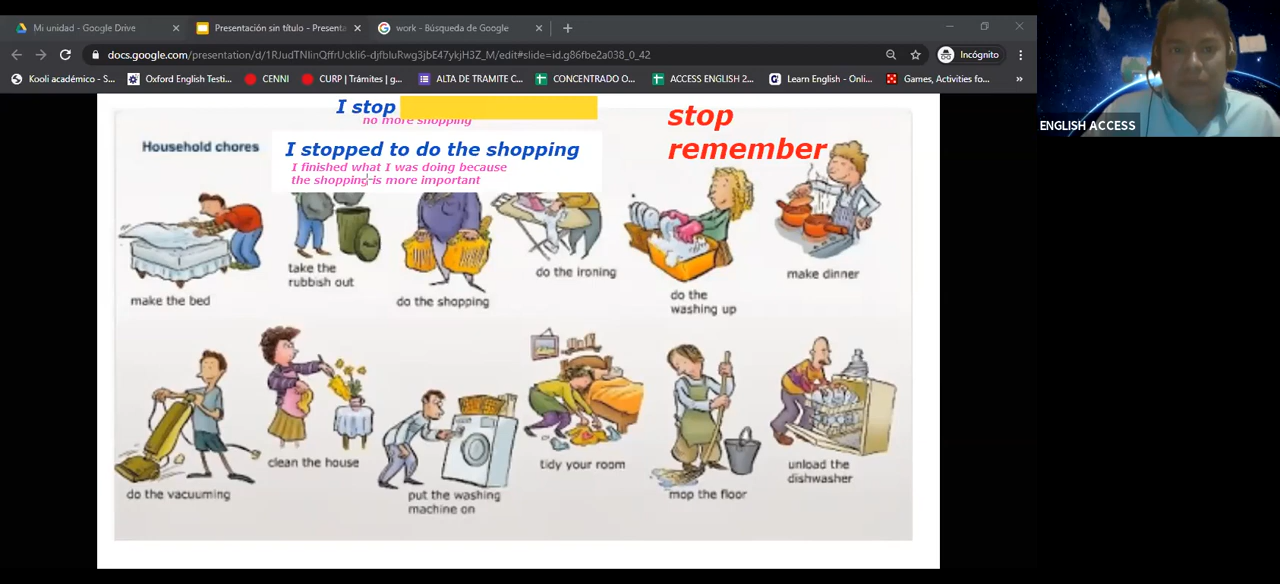 Mi unidad - Google Drive
Presentación sin título - Presenta
work - Búsqueda de Google
docs.google.com/presentation/d/1RJudTNlinQffrUckli6-djfbIuRwg3jbE47ykjH3Z_M/edit#slide=id.g86fbe2a038_0_42
Incógnito
Kooli académico - S...
Oxford English Testi...
CENNI
CURP | Trámites | g...
ALTA DE TRAMITE C...
CONCENTRADO O...
ACCESS ENGLISH 2...
Learn English - Onli...
Games, Activities fo...
ENGLISH ACCESS
I stop
no more shopping
stop
remember
Household chores
I stopped to do the shopping
I finished what I was doing because
the shopping is more important
make the bed
take the
rubbish out
do the shopping
do the ironing
do the
washing up
make dinner
do the vacuuming
clean the house
put the washing
machine on
tidy your room
mop the floor
unload the
dishwasher